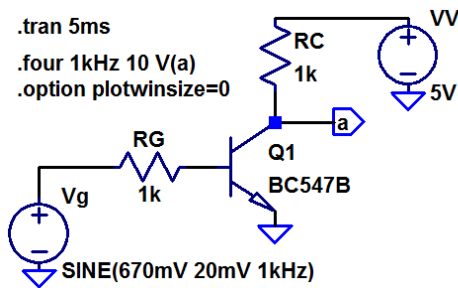 .tran 5ms
.four 1kHz 10 V(a)
.option plotwinsize=0
RC
1k
VV
5V
a
RG
1k
Q1
BC547B
Vg
SINE(670mV 20mV 1kHz)